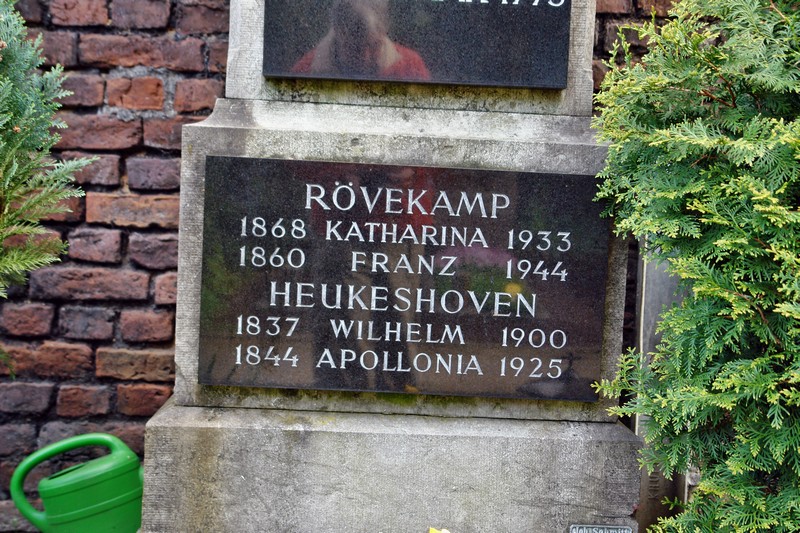 RÖVEKAMP
1868 KATHARINA 1933
1860 FRANZ 1944
HEUKESHOVEN
1837 WILHELM 1900
1844 APOLLONIA 1925